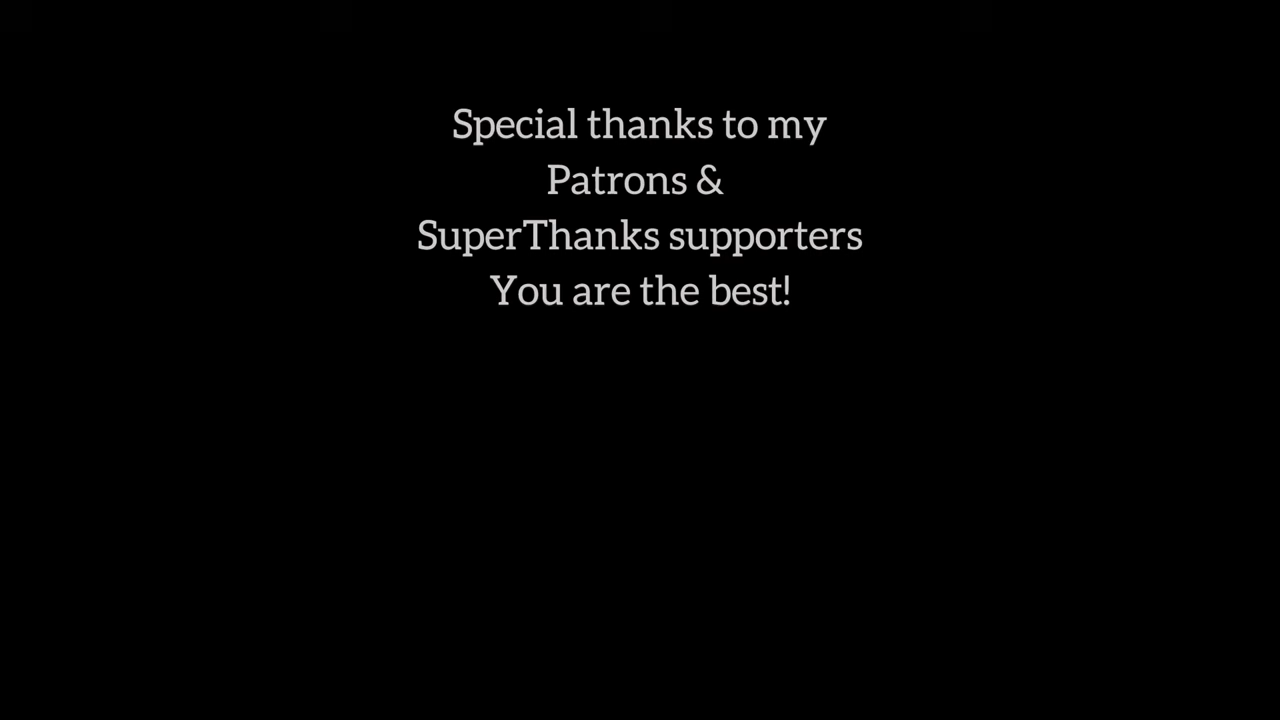 Special thanks to my
Patrons &
SuperThanks supporters
You are the best!